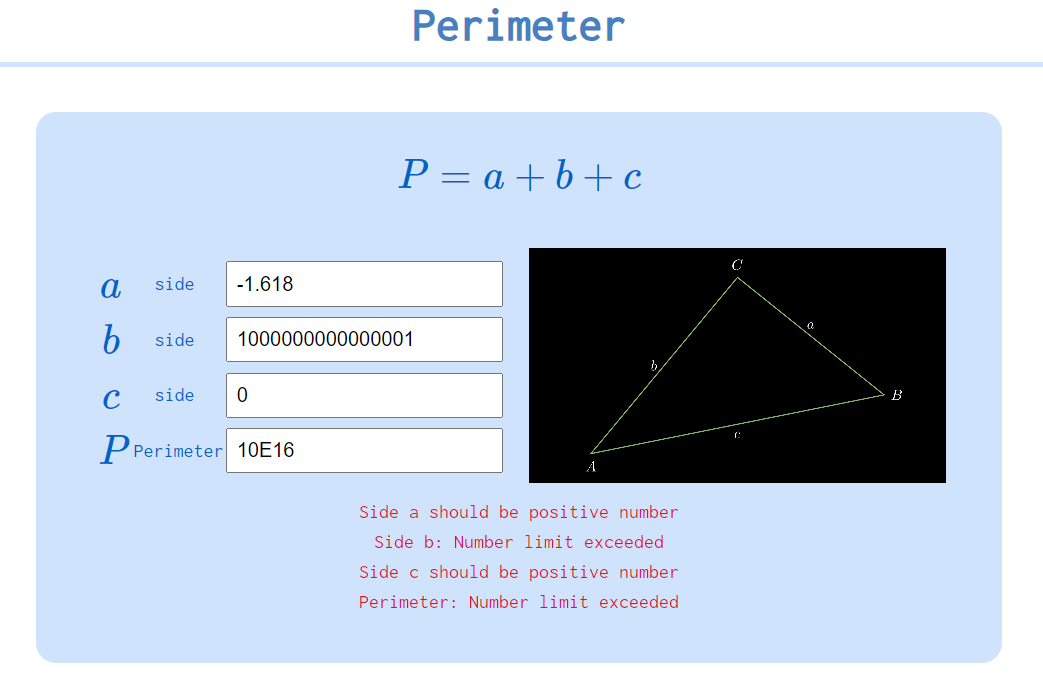 Perimeter
P = a + b + c
a side -1.618
b side 1000000000000001
c side 0
P Perimeter 10E16
C
a
b
B
c
A
Side a should be positive number
Side b: Number limit exceeded
Side c should be positive number
Perimeter: Number limit exceeded